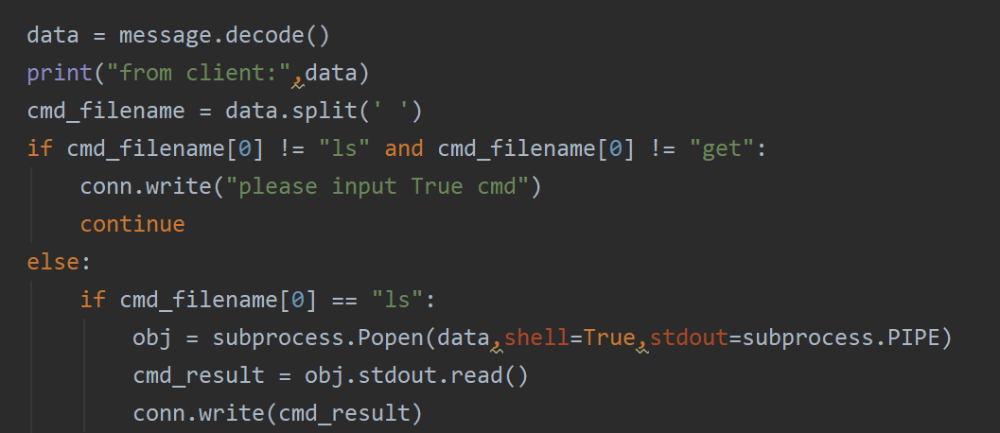 data = message.decode()
print("from client:",data)
cmd_filename = data.split(' ')
if cmd_filename[0] != "ls" and cmd_filename[0] != "get":
    conn.write("please input True cmd")
    continue
else:
    if cmd_filename[0] == "ls":
        obj = subprocess.Popen(data,shell=True,stdout=subprocess.PIPE)
        cmd_result = obj.stdout.read()
        conn.write(cmd_result)